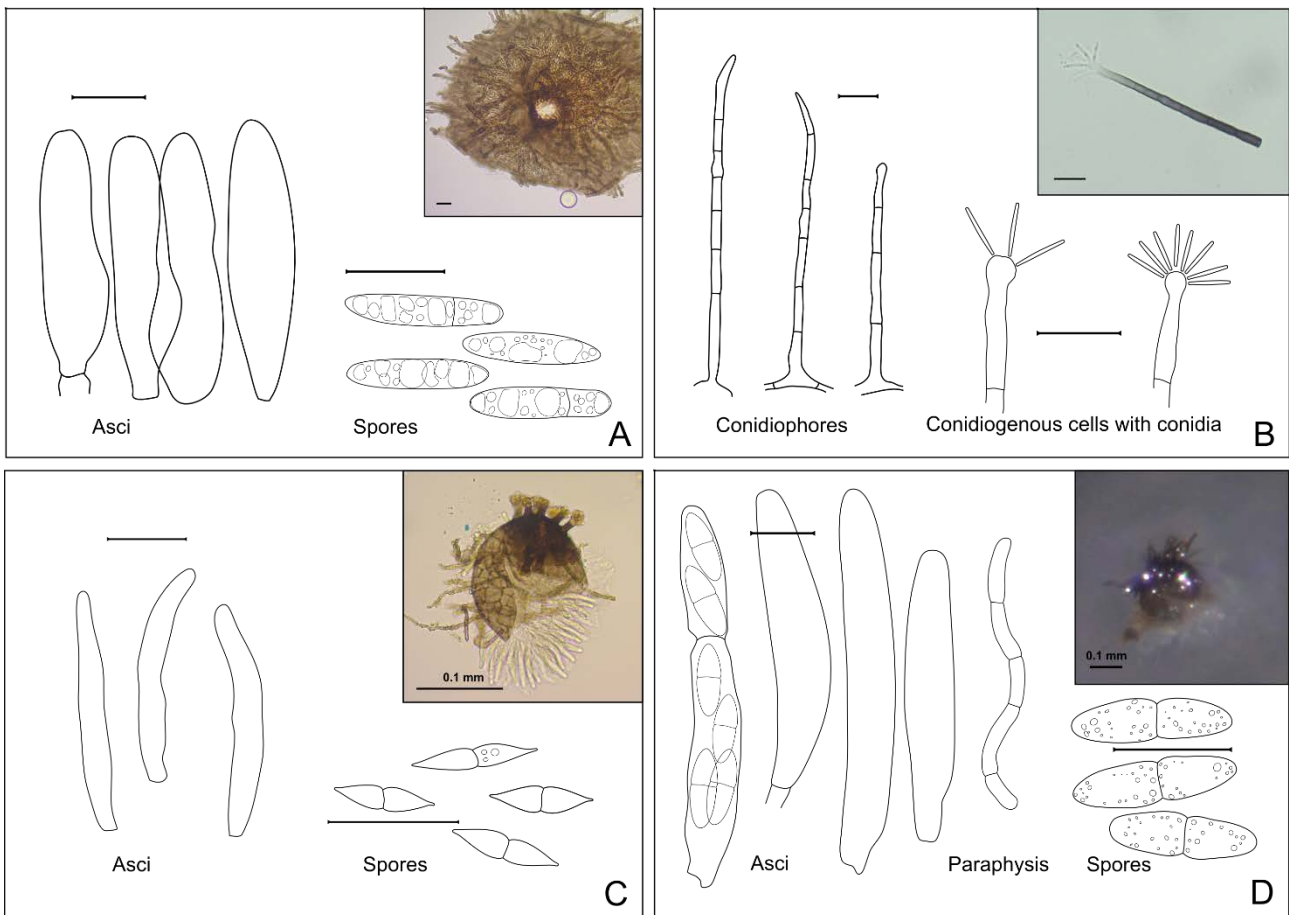 Asci
Spores
A
Conidiophores
Conidiogenous cells with conidia
B
0.1 mm
Asci
Spores
C
0.1 mm
Asci
Paraphysis
Spores
D